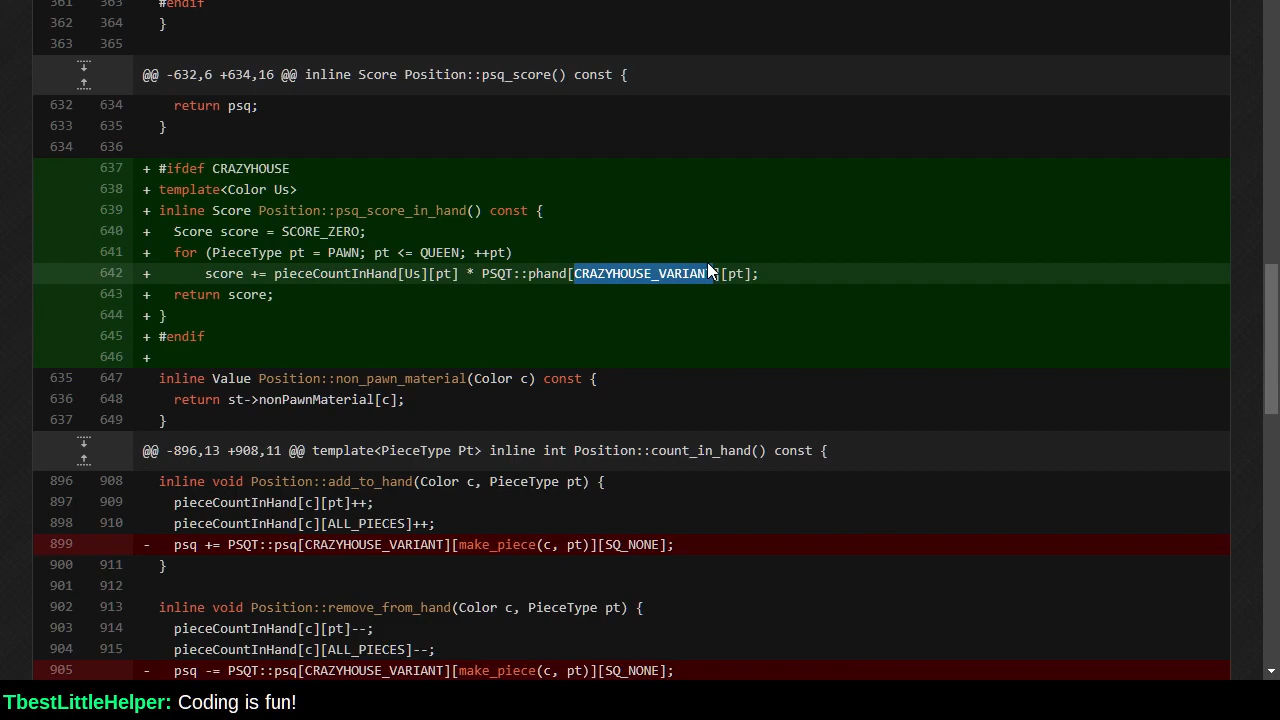 361 363 #endif
362 364 }
363 365
@@ -632,6 +634,16 @@ inline Score Position::psq_score() const {
632 634 return psq;
633 635 }
634 636
637 + #ifdef CRAZYHOUSE
638 + template<Color Us>
639 + inline Score Position::psq_score_in_hand() const {
640 + Score score = SCORE_ZERO;
641 + for (PieceType pt = PAWN; pt <= QUEEN; ++pt)
642 + score += pieceCountInHand[Us][pt] * PSQT::phand[CRAZYHOUSE_VARIANT][pt];
643 + return score;
644 + }
645 + #endif
646 +
635 647 inline Value Position::non_pawn_material(Color c) const {
636 648 return st->nonPawnMaterial[c];
637 649 }
@@ -896,13 +908,11 @@ template<PieceType Pt> inline int Position::count_in_hand() const {
896 908 inline void Position::add_to_hand(Color c, PieceType pt) {
897 909 pieceCountInHand[c][pt]++;
898 910 pieceCountInHand[c][ALL_PIECES]++;
899 - psq += PSQT::psq[CRAZYHOUSE_VARIANT][make_piece(c, pt)][SQ_NONE];
900 911 }
901 912
902 913 inline void Position::remove_from_hand(Color c, PieceType pt) {
903 914 pieceCountInHand[c][pt]--;
904 915 pieceCountInHand[c][ALL_PIECES]--;
905 - psq -= PSQT::psq[CRAZYHOUSE_VARIANT][make_piece(c, pt)][SQ_NONE];
TbestLittleHelper: Coding is fun!